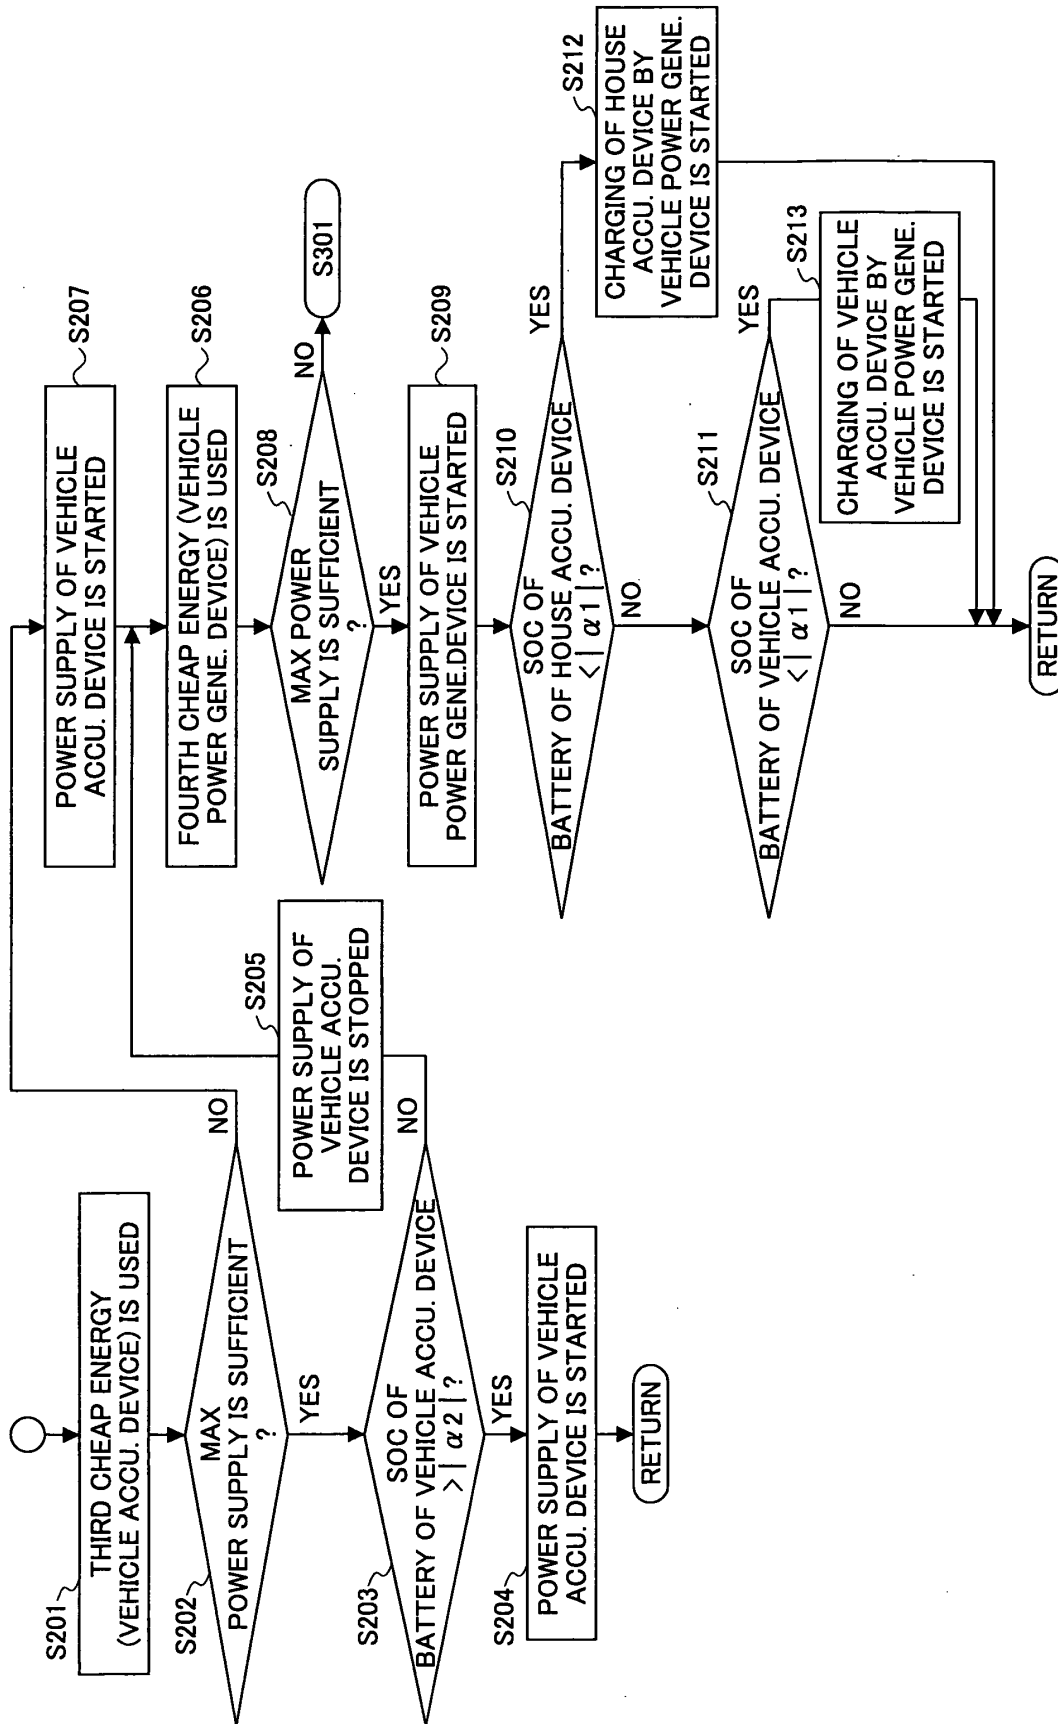 S201
THIRD CHEAP ENERGY
(VEHICLE ACCU. DEVICE) IS USED
S202
MAX
POWER SUPPLY IS SUFFICIENT
?
NO
YES
S203
SOC OF
BATTERY OF VEHICLE ACCU. DEVICE
>|α2|?
NO
YES
S204
POWER SUPPLY OF VEHICLE
ACCU. DEVICE IS STARTED
RETURN
S205
POWER SUPPLY OF
VEHICLE ACCU.
DEVICE IS STOPPED
S207
POWER SUPPLY OF VEHICLE
ACCU. DEVICE IS STARTED
S206
FOURTH CHEAP ENERGY (VEHICLE
POWER GENE. DEVICE) IS USED
S208
MAX POWER
SUPPLY IS SUFFICIENT
?
NO
S301
YES
S209
POWER SUPPLY OF VEHICLE
POWER GENE.DEVICE IS STARTED
S210
SOC OF
BATTERY OF HOUSE ACCU. DEVICE
<|α1|?
YES
NO
S212
CHARGING OF HOUSE
ACCU. DEVICE BY
VEHICLE POWER GENE.
DEVICE IS STARTED
S211
SOC OF
BATTERY OF VEHICLE ACCU. DEVICE
<|α1|?
YES
NO
S213
CHARGING OF VEHICLE
ACCU. DEVICE BY
VEHICLE POWER GENE.
DEVICE IS STARTED
RETURN